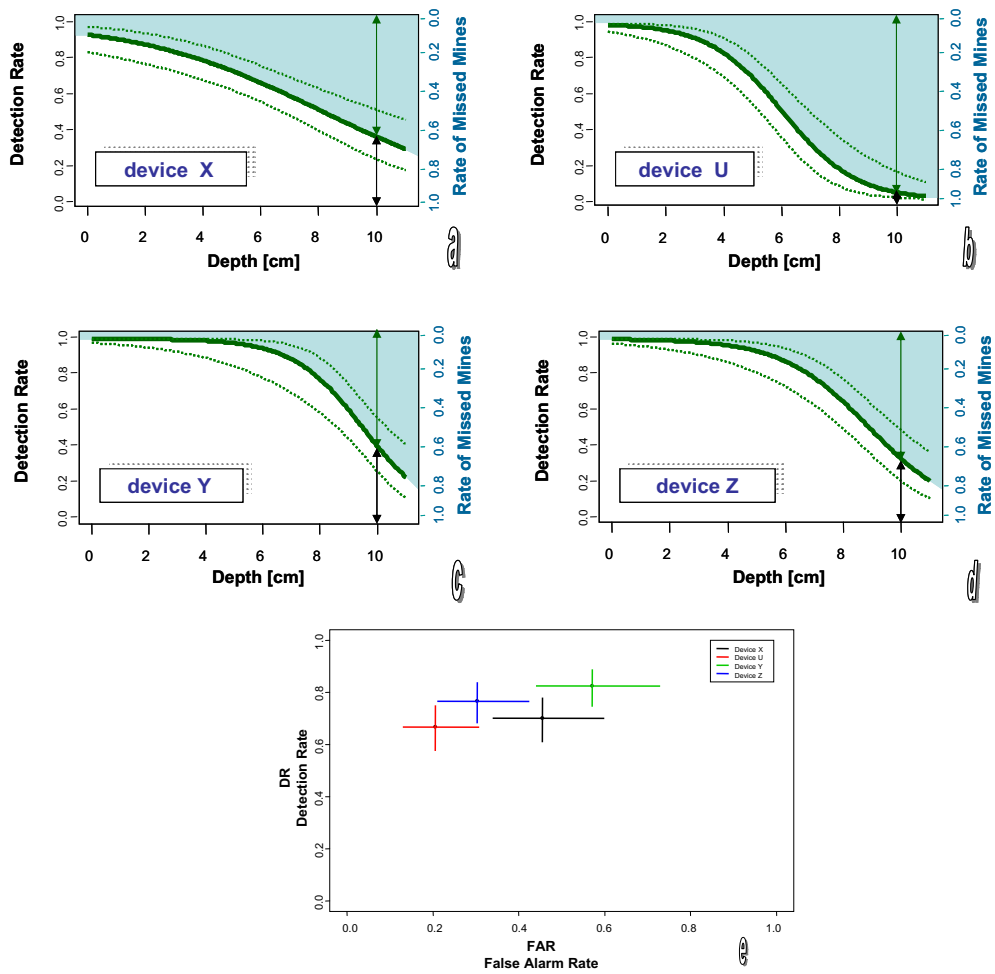 Detection Rate
0.0 0.2 0.4 0.6 0.8 1.0
0 2 4 6 8 10
Depth [cm]
device X
Rate of Missed Mines
1.0 0.8 0.6 0.4 0.2 0.0
a
Detection Rate
0.0 0.2 0.4 0.6 0.8 1.0
0 2 4 6 8 10
Depth [cm]
device U
Rate of Missed Mines
1.0 0.8 0.6 0.4 0.2 0.0
b
Detection Rate
0.0 0.2 0.4 0.6 0.8 1.0
0 2 4 6 8 10
Depth [cm]
device Y
Rate of Missed Mines
1.0 0.8 0.6 0.4 0.2 0.0
c
Detection Rate
0.0 0.2 0.4 0.6 0.8 1.0
0 2 4 6 8 10
Depth [cm]
device Z
Rate of Missed Mines
1.0 0.8 0.6 0.4 0.2 0.0
d
DR
Detection Rate
0.0 0.2 0.4 0.6 0.8 1.0
Device X
Device U
Device Y
Device Z
0.0 0.2 0.4 0.6 0.8 1.0
FAR
False Alarm Rate
e